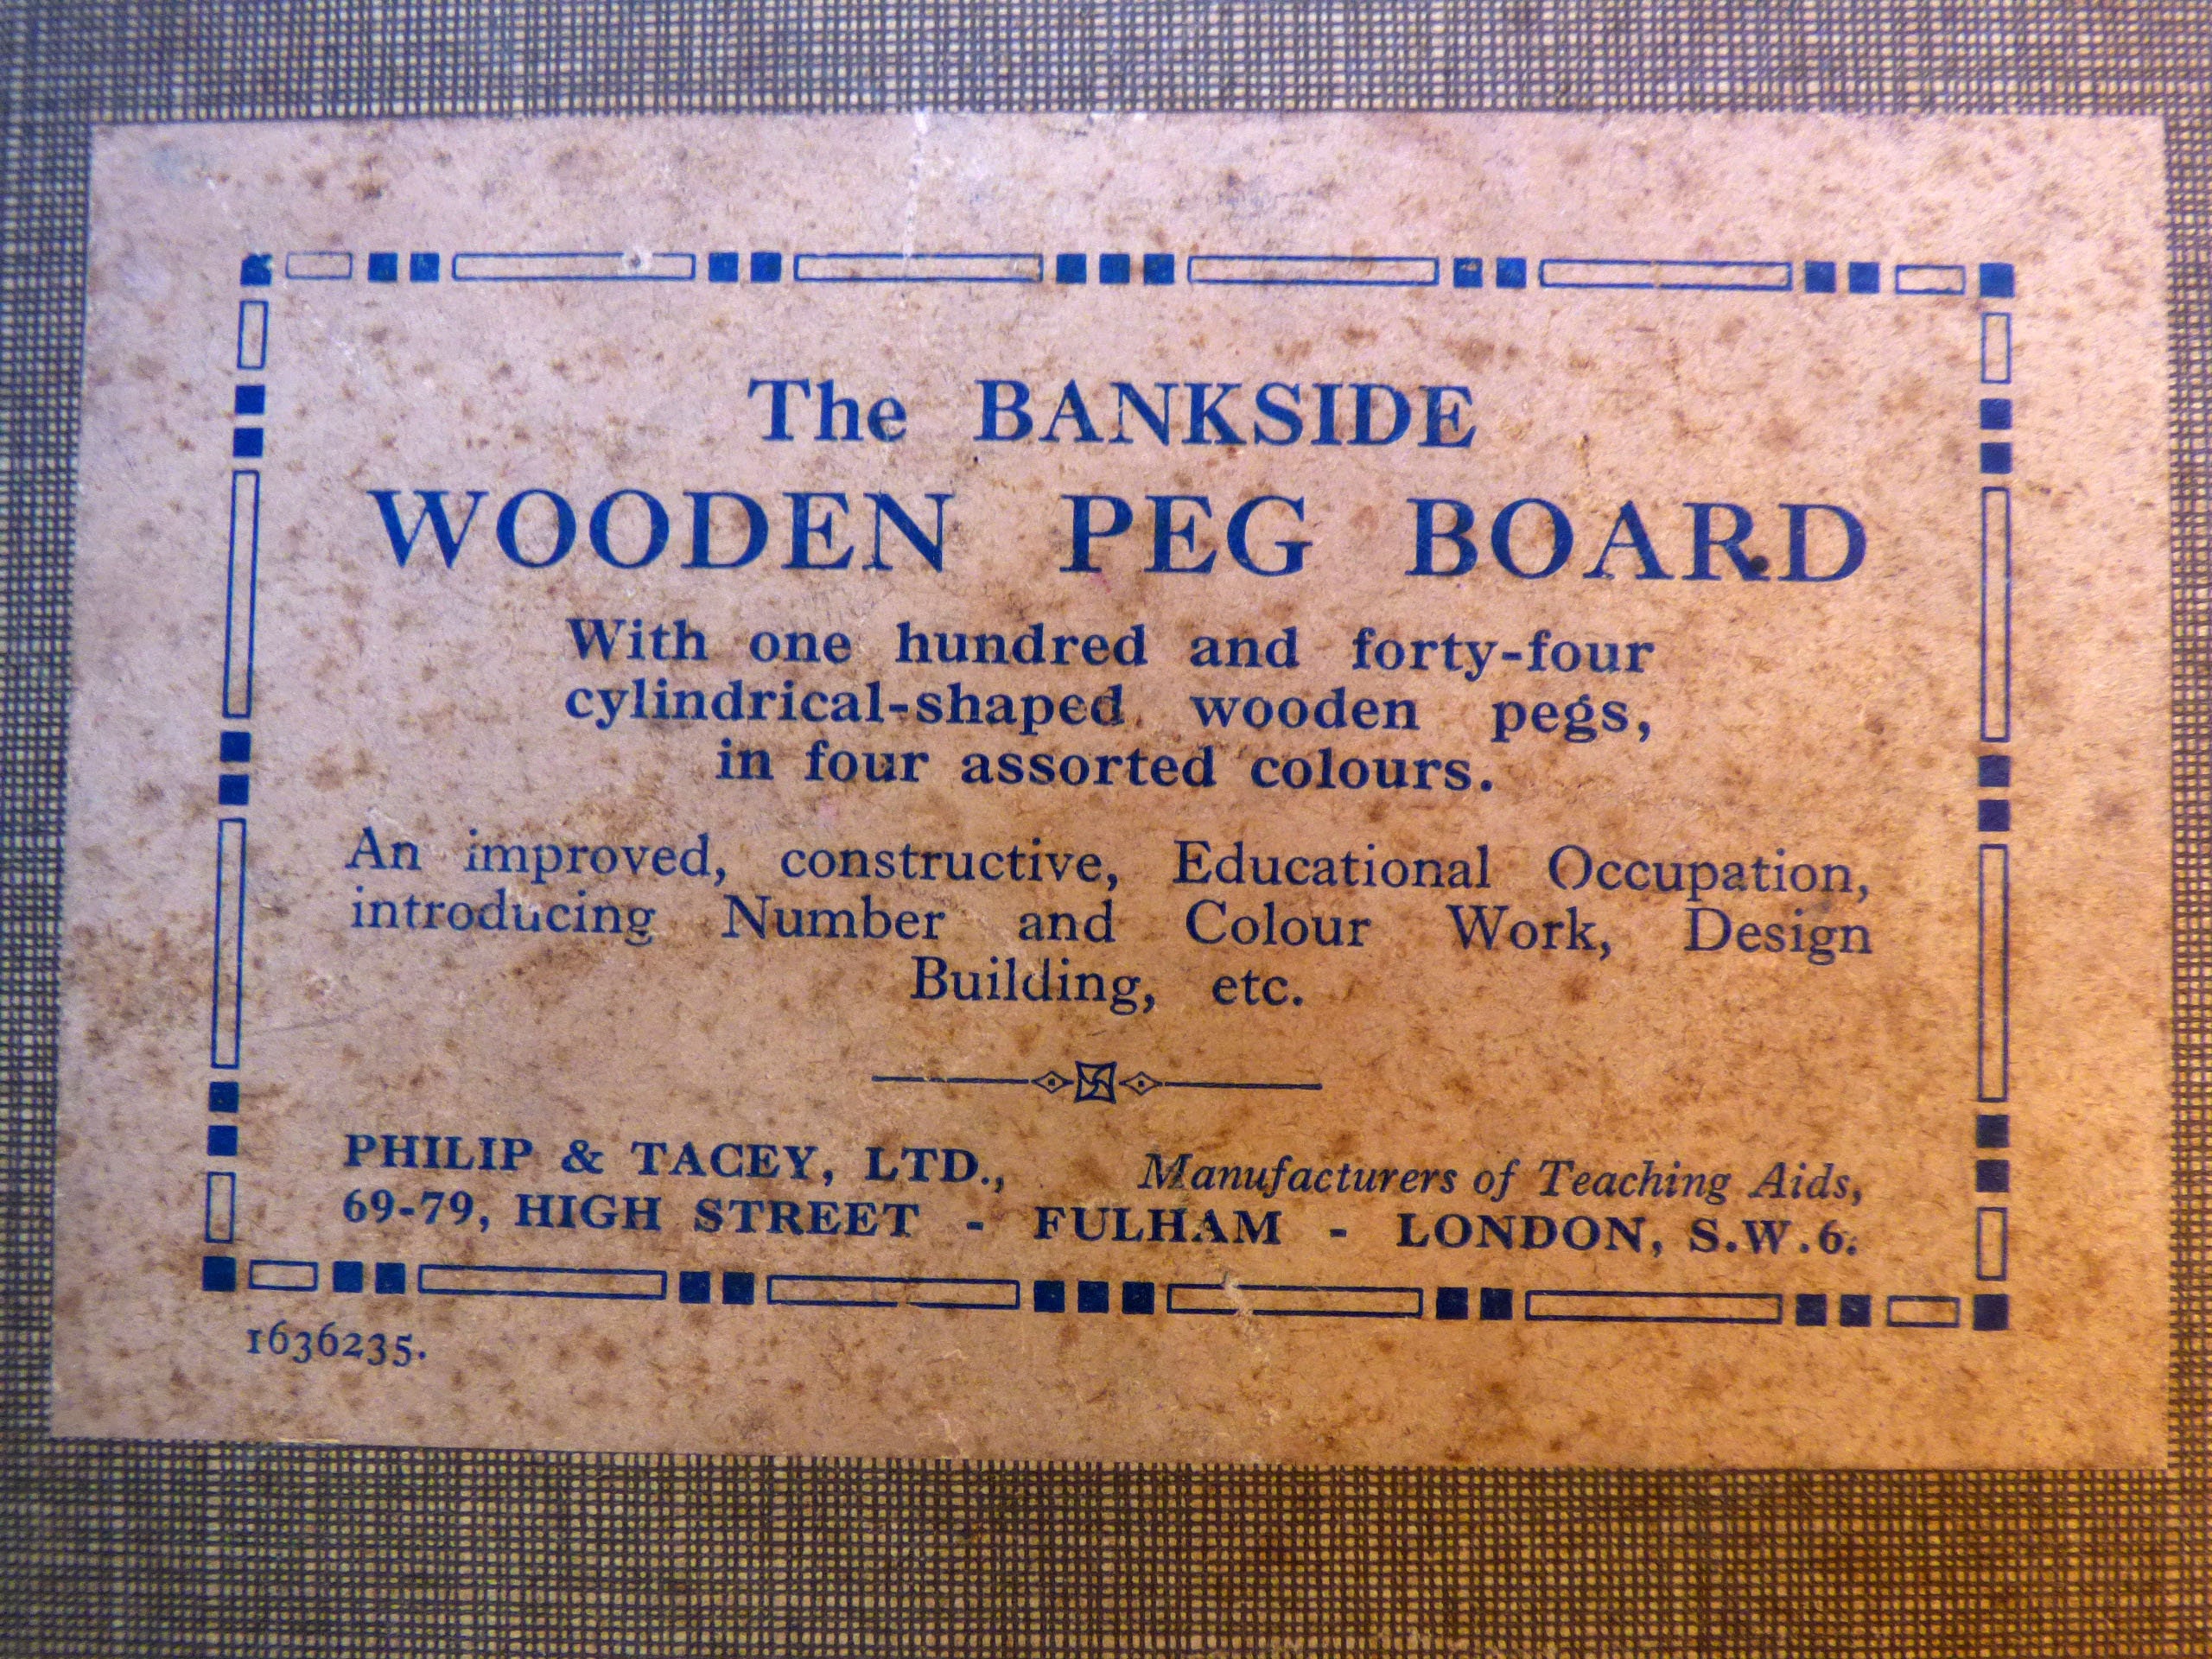 The BANKSIDE
WOODEN PEG BOARD
With one hundred and forty-four
cylindrical-shaped wooden pegs,
in four assorted colours.
An improved, constructive, Educational Occupation,
introducing Number and Colour Work, Design
Building, etc.
PHILIP & TACEY, LTD., Manufacturers of Teaching Aids,
69-79, HIGH STREET - FULHAM - LONDON, S.W.6.
1636235.